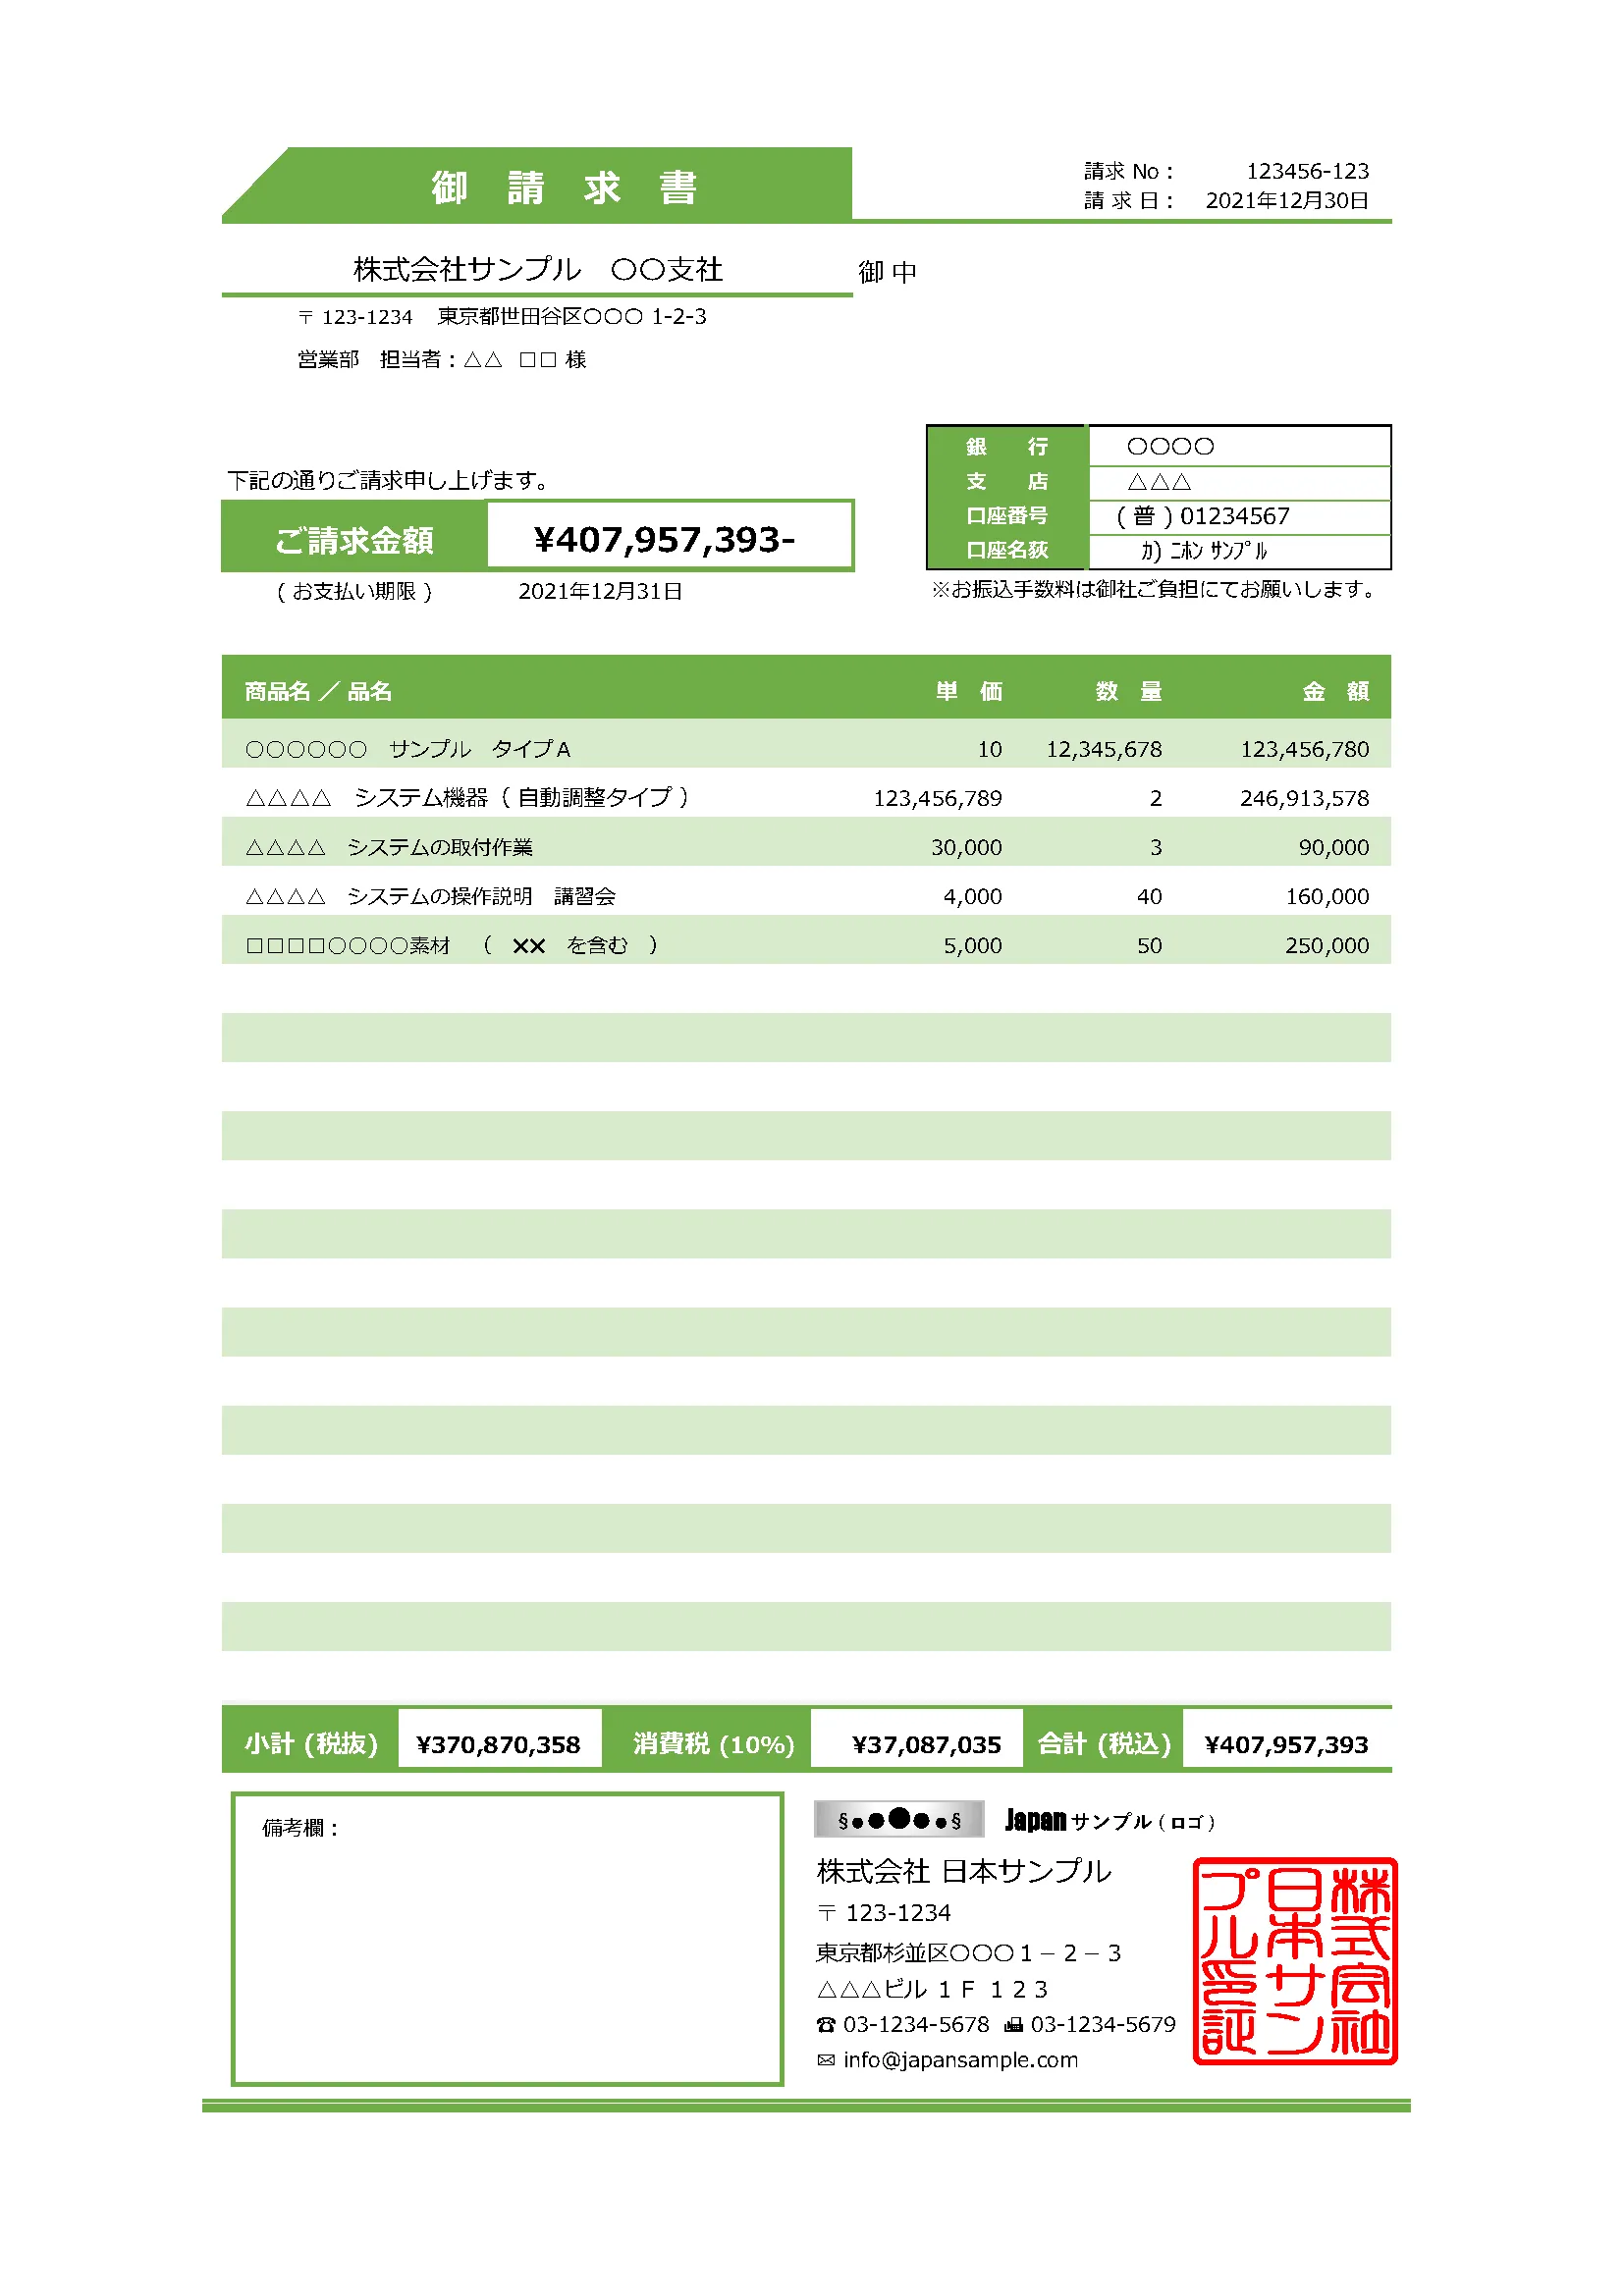 御 請 求 書
請求 No： 123456-123
請 求 日： 2021年12月30日
株式会社サンプル 〇〇支社 御 中
〒 123-1234 東京都世田谷区〇〇〇 1-2-3
営業部 担当者：△△ □□ 様
銀 行 〇〇〇〇
支 店 △△△
口座番号 ( 普 ) 01234567
口座名荻 ｶ) ﾆﾎﾝ ｻﾝﾌﾟﾙ
※お振込手数料は御社ご負担にてお願いします。
下記の通りご請求申し上げます。
ご請求金額 ¥407,957,393-
( お支払い期限 ) 2021年12月31日
商品名 ／ 品名 単 価 数 量 金 額
〇〇〇〇〇〇 サンプル タイプA 10 12,345,678 123,456,780
△△△△ システム機器（ 自動調整タイプ ） 123,456,789 2 246,913,578
△△△△ システムの取付作業 30,000 3 90,000
△△△△ システムの操作説明 講習会 4,000 40 160,000
□□□□〇〇〇〇素材 （ ✕✕ を含む ） 5,000 50 250,000
小計 (税抜) ¥370,870,358 消費税 (10%) ¥37,087,035 合計 (税込) ¥407,957,393
備考欄：
§●●●●●§ Japan サンプル ( ロゴ )
株式会社 日本サンプル
〒 123-1234
東京都杉並区〇〇〇１－２－３
△△△ビル １Ｆ １２３
☎ 03-1234-5678 📠 03-1234-5679
✉ info@japansample.com
株式会社
日本サン
プル印証